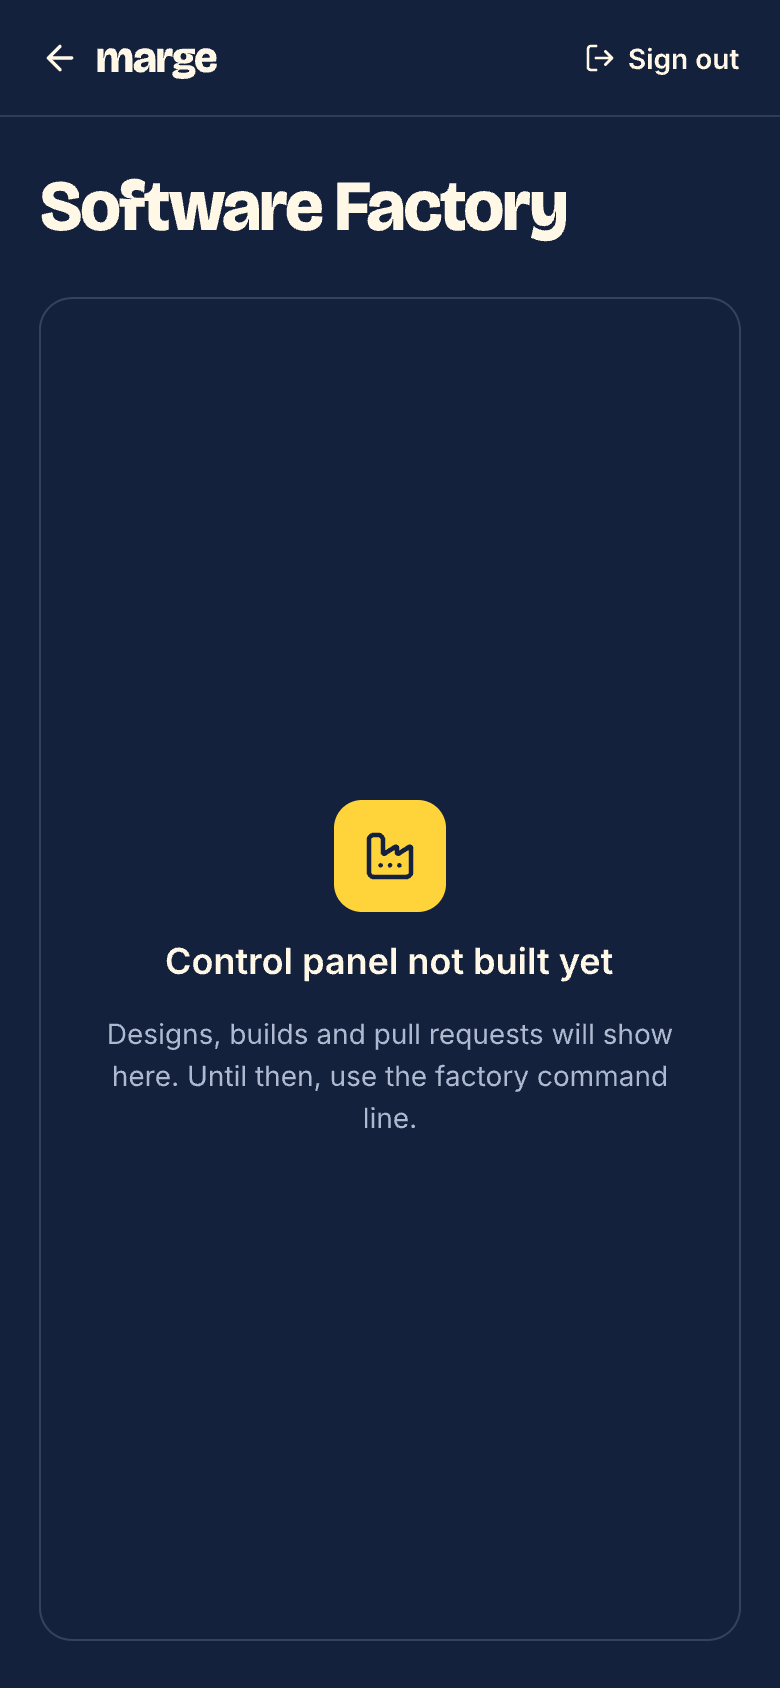 marge
Sign out
Software Factory
Control panel not built yet
Designs, builds and pull requests will show
here. Until then, use the factory command
line.